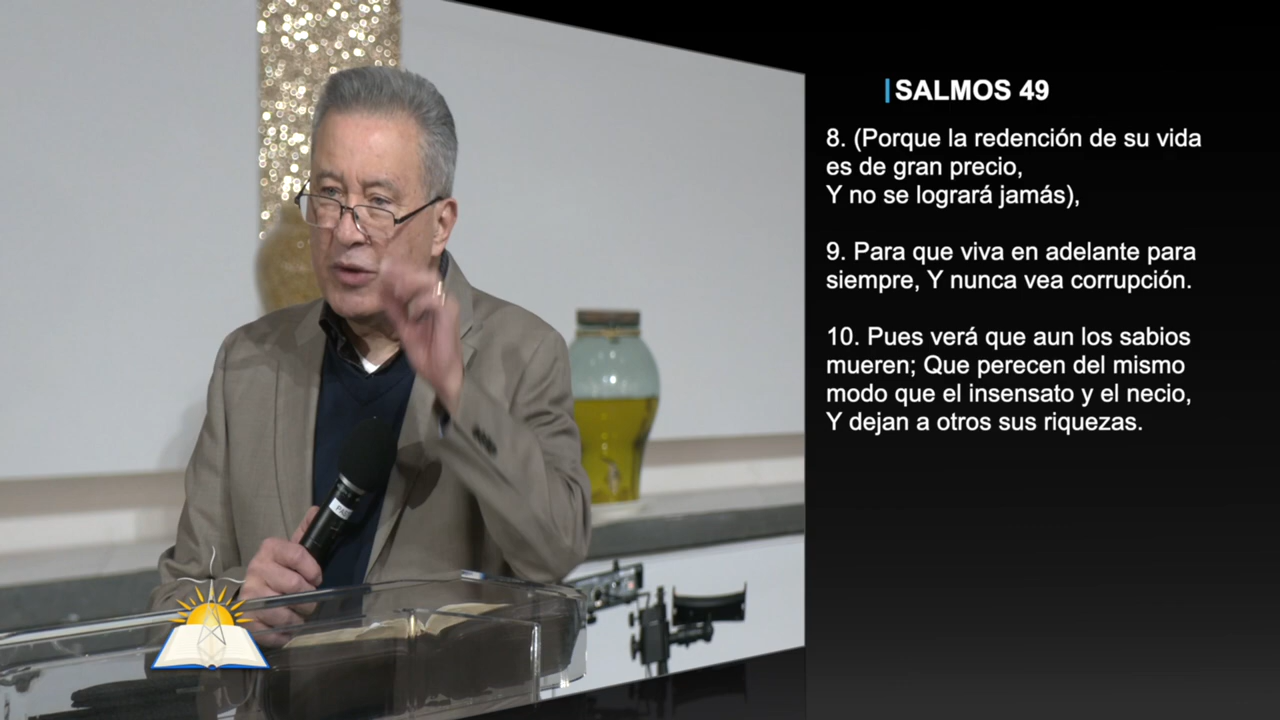 SALMOS 49
8. (Porque la redención de su vida
es de gran precio,
Y no se logrará jamás),
9. Para que viva en adelante para
siempre, Y nunca vea corrupción.
10. Pues verá que aun los sabios
mueren; Que perecen del mismo
modo que el insensato y el necio,
Y dejan a otros sus riquezas.